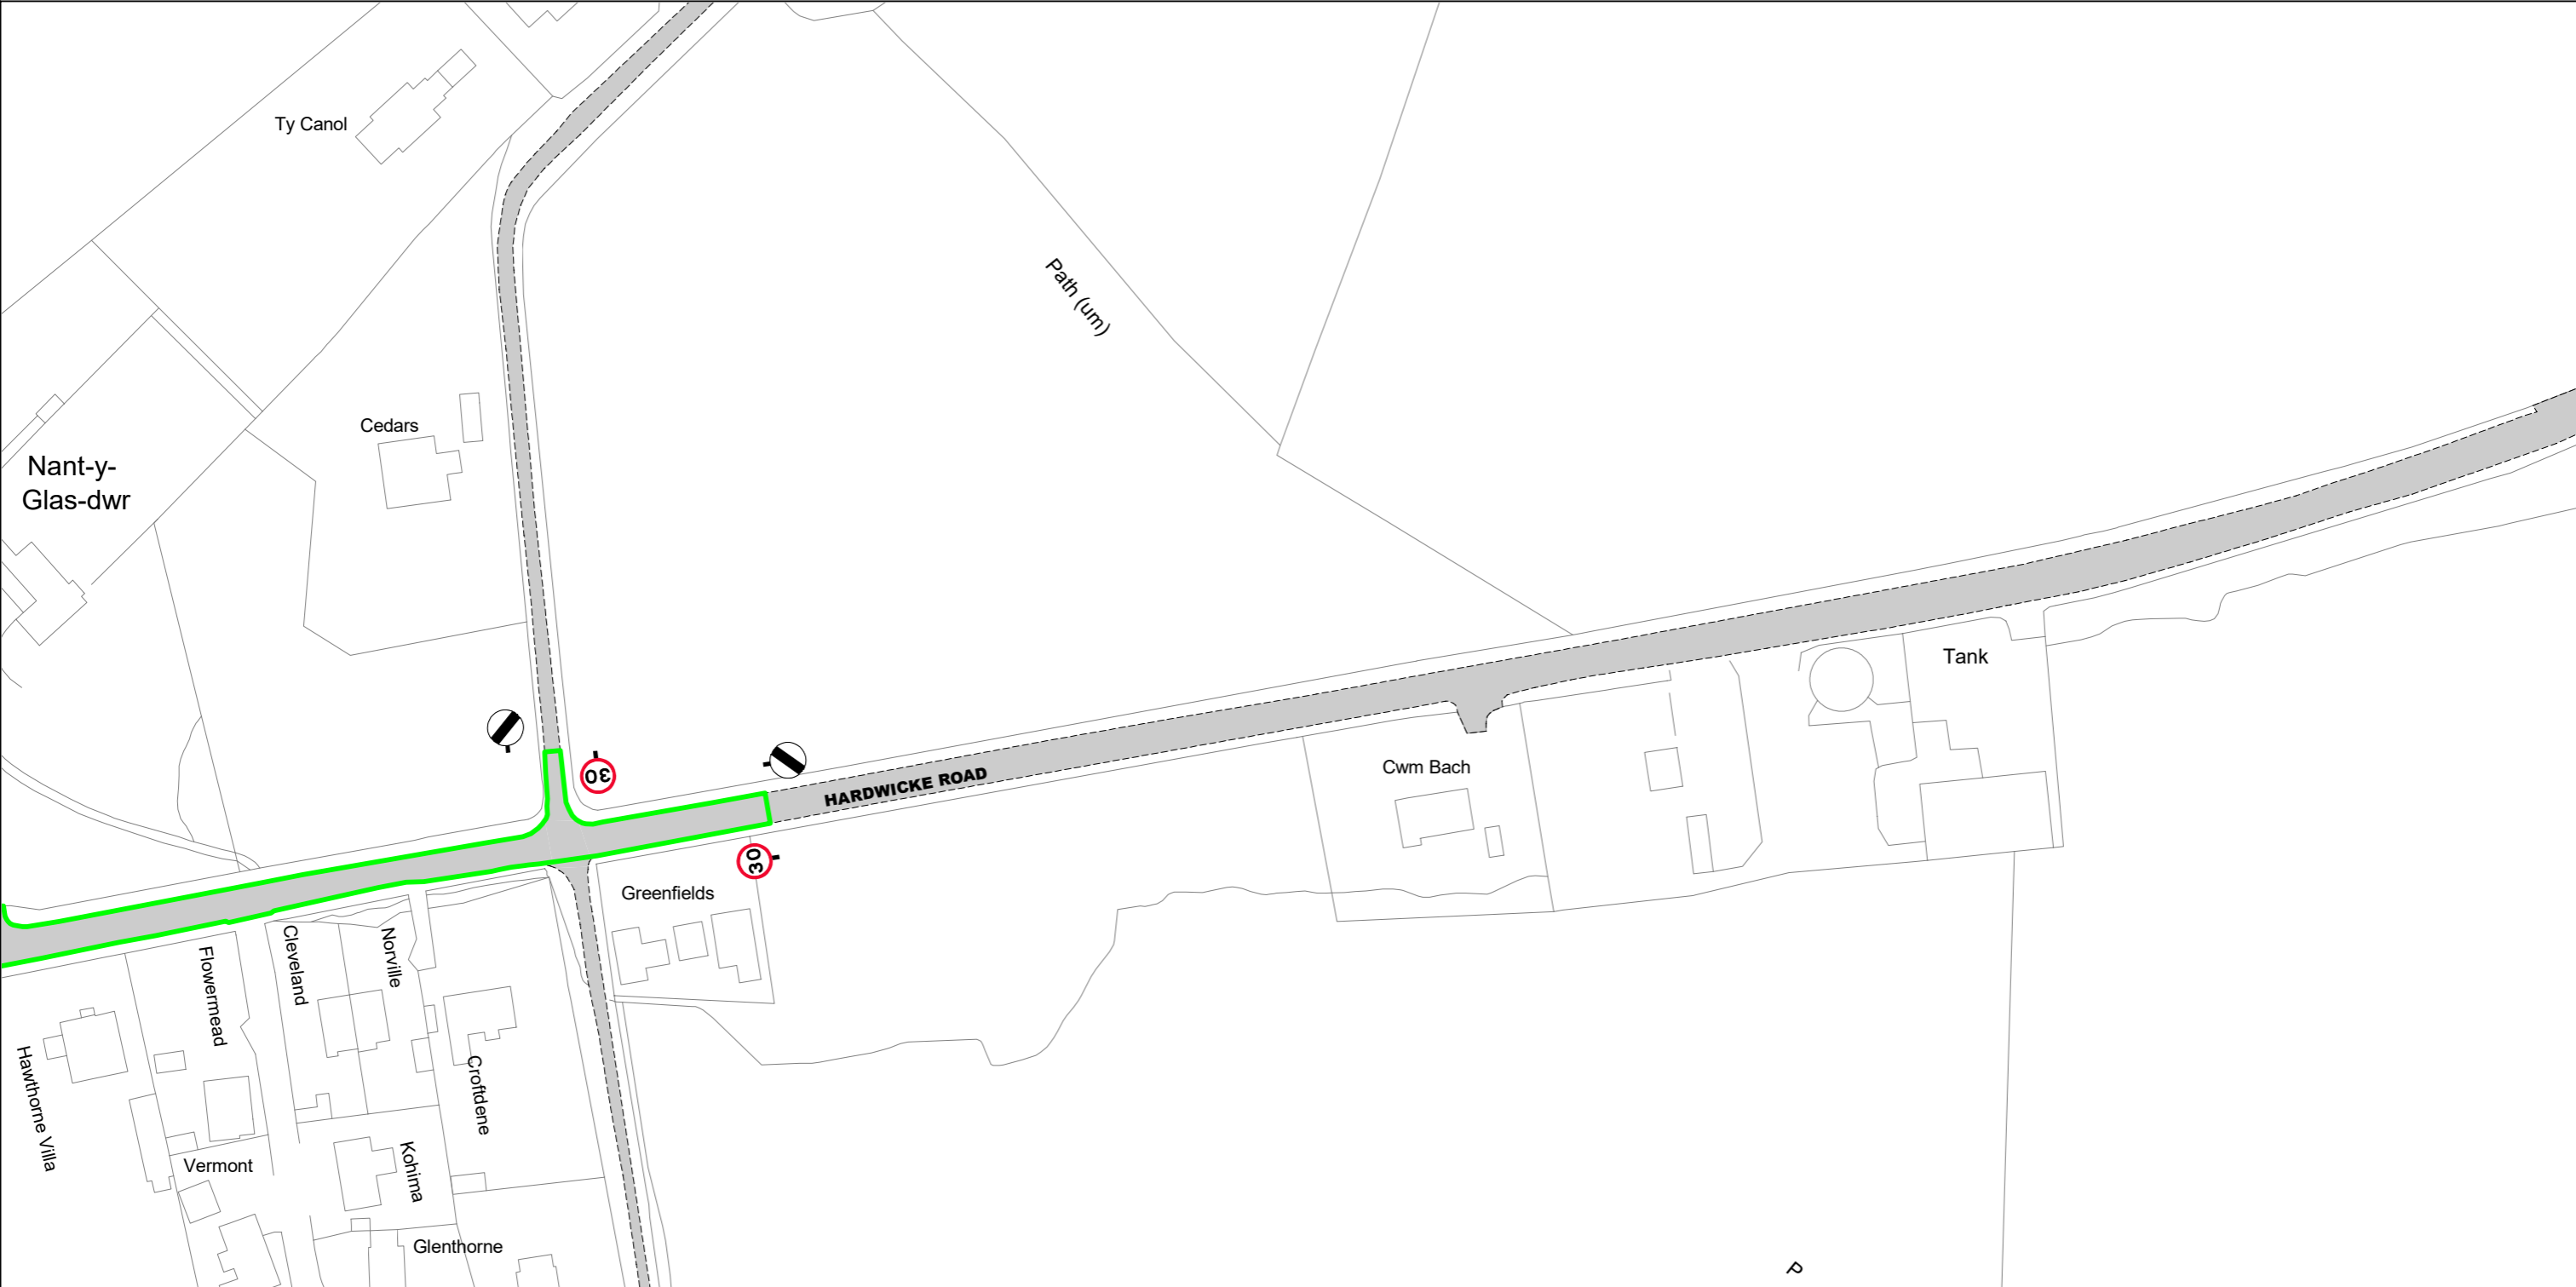 Ty Canol
Path (um)
Cedars
Nant-y-
Glas-dwr
Tank
30
HARDWICKE ROAD
Cwm Bach
30
Greenfields
Cleveland
Norville
Flowermead
Hawthorne Villa
Croftdene
Vermont
Kohima
Glenthorne
P